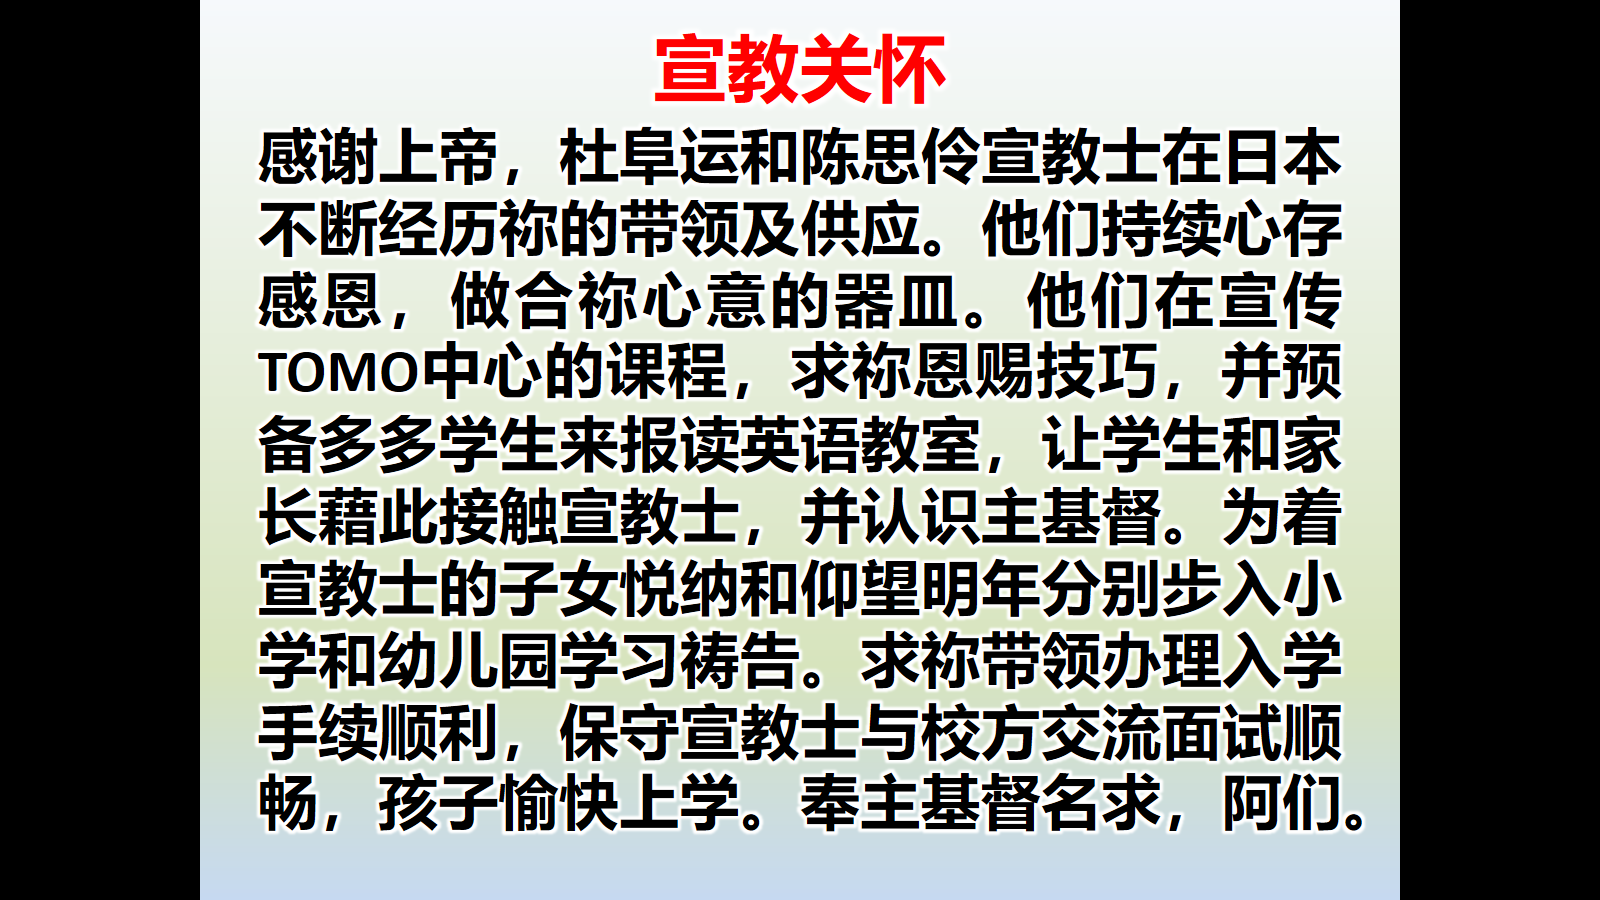 宣教关怀
感谢上帝，杜阜运和陈思伶宣教士在日本
不断经历祢的带领及供应。他们持续心存
感恩，做合祢心意的器皿。他们在宣传
TOMO中心的课程，求祢恩赐技巧，并预
备多多学生来报读英语教室，让学生和家
长藉此接触宣教士，并认识主基督。为着
宣教士的子女悦纳和仰望明年分别步入小
学和幼儿园学习祷告。求祢带领办理入学
手续顺利，保守宣教士与校方交流面试顺
畅，孩子愉快上学。奉主基督名求，阿们。